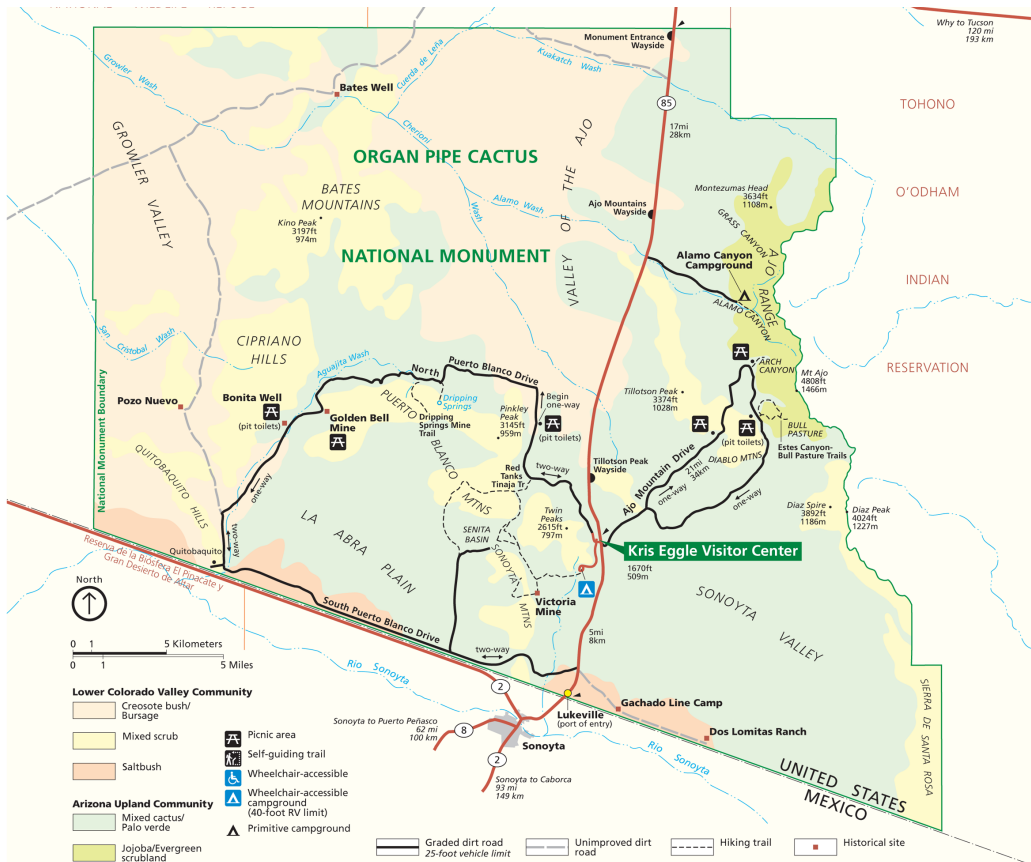 Why to Tucson
120 mi
193 km
Monument Entrance
Wayside
Growler Wash
Cuerda de Leña
Kuakatch Wash
Bates Well
85
17mi
28km
TOHONO
O'ODHAM
INDIAN
RESERVATION
GROWLER VALLEY
Cherioni
Wash
ORGAN PIPE CACTUS
NATIONAL MONUMENT
VALLEY OF THE AJO
BATES
MOUNTAINS
Kino Peak
3197ft
974m
Alamo Wash
Ajo Mountains
Wayside
Montezumas Head
3634ft
1108m
GRASS CANYON
AJO RANGE
Alamo Canyon
Campground
ALAMO CANYON
San Cristobal Wash
CIPRIANO
HILLS
Aguajita Wash
North Puerto Blanco Drive
ARCH
CANYON
Mt Ajo
4808ft
1466m
Tillotson Peak
3374ft
1028m
Pozo Nuevo
Bonita Well
(pit toilets)
Golden Bell
Mine
Dripping
Springs
Dripping
Springs Mine
Trail
Pinkley
Peak
3145ft
959m
Begin
one-way
(pit toilets)
PUERTO
BLANCO
MTNS
(pit toilets)
BULL
PASTURE
Estes Canyon-
Bull Pasture Trails
DIABLO MTNS
National Monument Boundary
QUITOBAQUITO
HILLS
one-way
two-way
Red
Tanks
Tinaja Tr
two-way
Tillotson Peak
Wayside
Ajo Mountain Drive
21mi
34km
one-way
one-way
Diaz Spire
3892ft
1186m
Diaz Peak
4024ft
1227m
LA ABRA
PLAIN
Twin
Peaks
2615ft
797m
SENITA
BASIN
SONOYTA
MTNS
Kris Eggle Visitor Center
1670ft
509m
Quitobaquito
Reserva de la Biósfera El Pinacate y
Gran Desierto de Altar
Victoria
Mine
SONOYTA
VALLEY
North
South Puerto Blanco Drive
two-way
5mi
8km
0 1 5 Kilometers
0 1 5 Miles
Rio Sonoyta
2
Lukeville
(port of entry)
Gachado Line Camp
Dos Lomitas Ranch
SIERRA DE SANTA ROSA
Sonoyta to Puerto Peñasco
62 mi
100 km
8
Sonoyta
2
Sonoyta to Caborca
93 mi
149 km
Rio Sonoyta
UNITED STATES
MEXICO
Lower Colorado Valley Community
Creosote bush/
Bursage
Mixed scrub
Saltbush
Arizona Upland Community
Mixed cactus/
Palo verde
Jojoba/Evergreen
scrubland
Picnic area
Self-guiding trail
Wheelchair-accessible
Wheelchair-accessible
campground
(40-foot RV limit)
Primitive campground
Graded dirt road
25-foot vehicle limit
Unimproved dirt
road
Hiking trail
Historical site